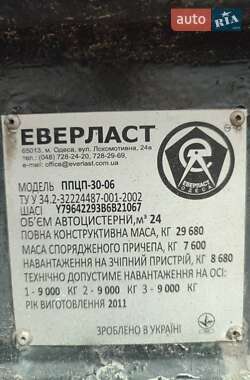 AUTO
RIA
ЕВЕРЛАСТ
65013, м. Одеса, вул. Локомотивна, 24а
тел.: (048) 728-24-20, 728-29-69,
e-mail: office@everlast.com.ua
ОДЕСА
МОДЕЛЬ ППЦП-30-06
ТУ У 34.2-32224487-001-2002
ШАСІ Y79642293B6B21067
ОБ'ЄМ АВТОЦИСТЕРНИ, м³ 24
ПОВНА КОНСТРУКТИВНА МАСА, КГ 29 680
МАСА СПОРЯДЖЕНОГО ПРИЧЕПА, КГ 7 600
НАВАНТАЖЕННЯ НА ЗЧІПНИЙ ПРИСТРІЙ, КГ 8 680
ТЕХНІЧНО ДОПУСТИМЕ НАВАНТАЖЕННЯ НА ОСІ:
1 - 9 000 КГ 2 - 9 000 КГ 3 - 9 000 КГ
РІК ВИГОТОВЛЕННЯ 2011
ЗРОБЛЕНО В УКРАЇНІ